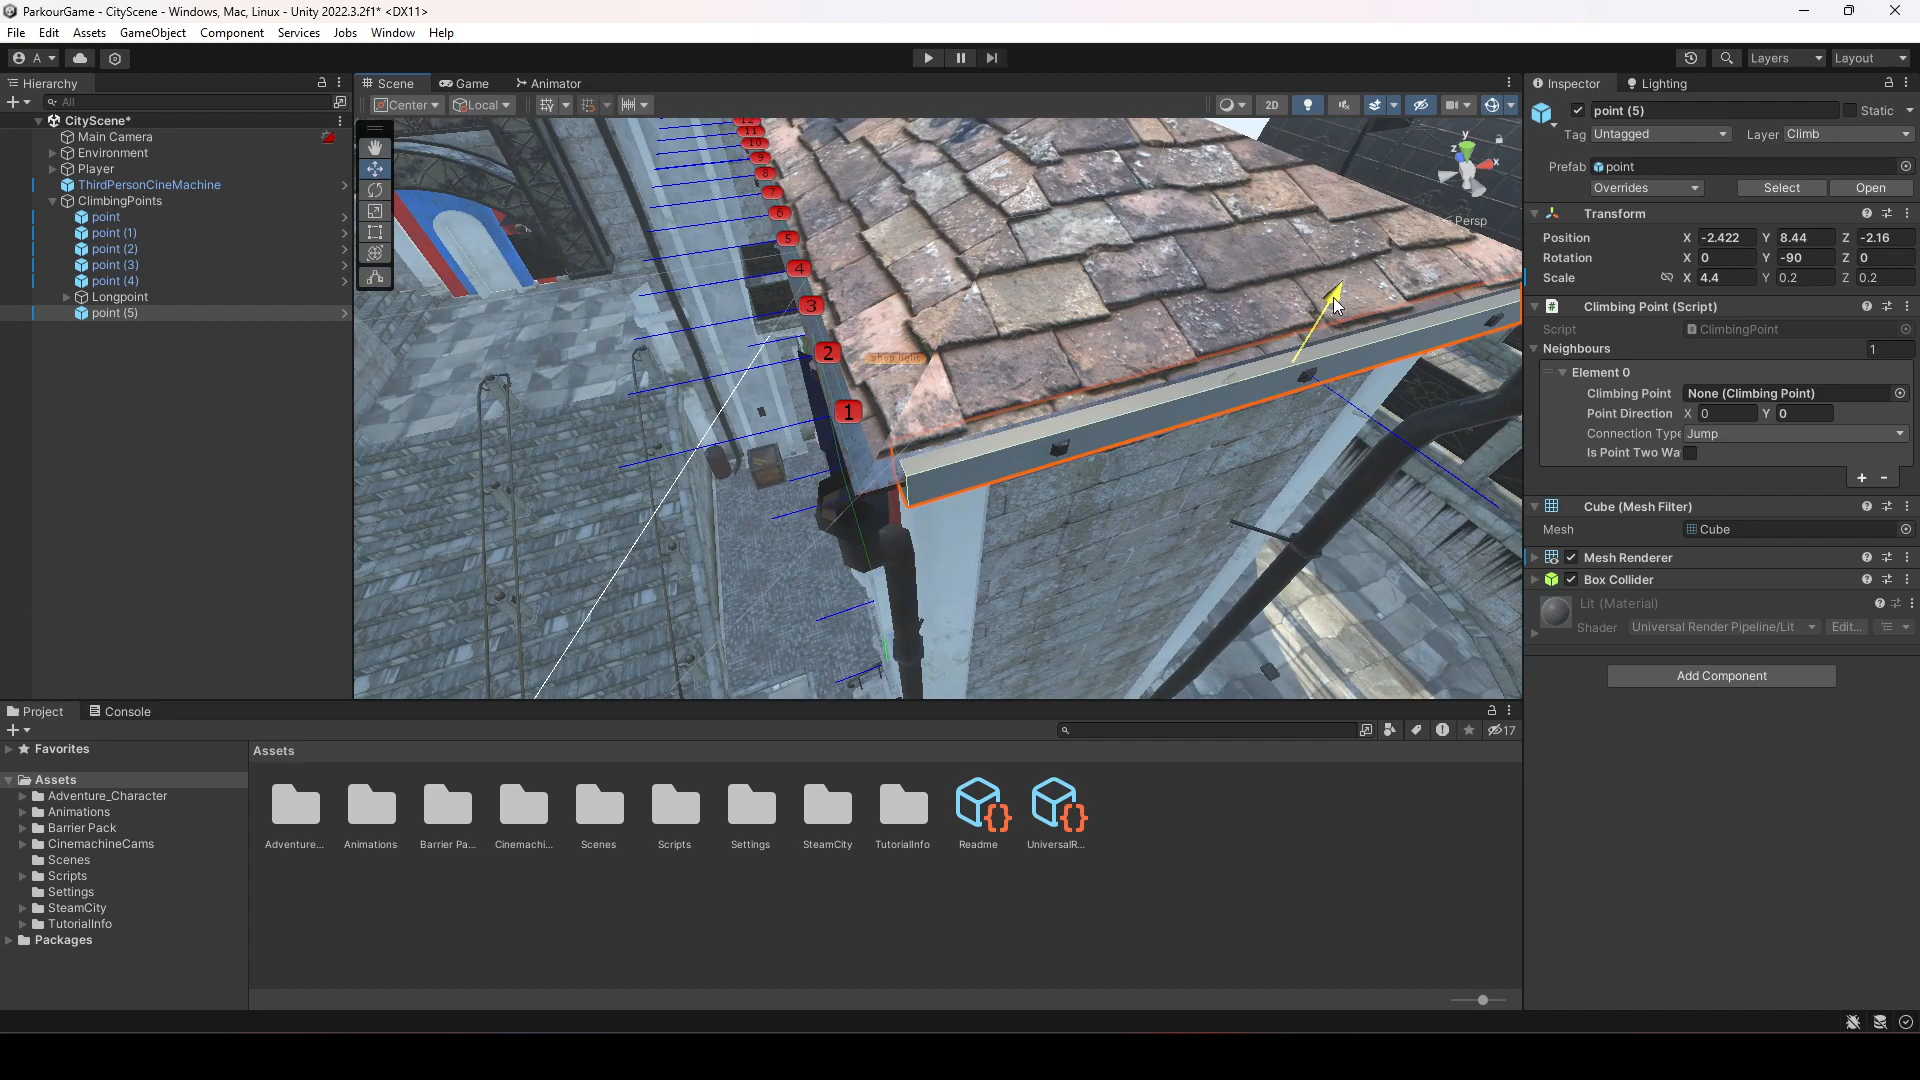 ParkourGame - CityScene - Windows, Mac, Linux - Unity 2022.3.2f1* <DX11>
File Edit Assets GameObject Component Services Jobs Window Help
A Layers Layout
Hierarchy
All
CityScene*
Main Camera
Environment
Player
ThirdPersonCineMachine
ClimbingPoints
point
point (1)
point (2)
point (3)
point (4)
Longpoint
point (5)
Scene Game Animator
Center Local 2D
12
11
10
9
8
7
6
5
4
3
2
1
shop light
y
z
x
Persp
Inspector Lighting
point (5) Static
Tag Untagged Layer Climb
Prefab point
Overrides Select Open
Transform
Position X -2.422 Y 8.44 Z -2.16
Rotation X 0 Y -90 Z 0
Scale X 4.4 Y 0.2 Z 0.2
Climbing Point (Script)
Script ClimbingPoint
Neighbours 1
Element 0
Climbing Point None (Climbing Point)
Point Direction X 0 Y 0
Connection Type Jump
Is Point Two Wa
+ -
Cube (Mesh Filter)
Mesh Cube
Mesh Renderer
Box Collider
Lit (Material)
Shader Universal Render Pipeline/Lit Edit...
Add Component
Project Console
17
Favorites
Assets
Adventure_Character
Animations
Barrier Pack
CinemachineCams
Scenes
Scripts
Settings
SteamCity
TutorialInfo
Packages
Assets
Adventure... Animations Barrier Pa... Cinemachi... Scenes Scripts Settings SteamCity TutorialInfo Readme UniversalR...